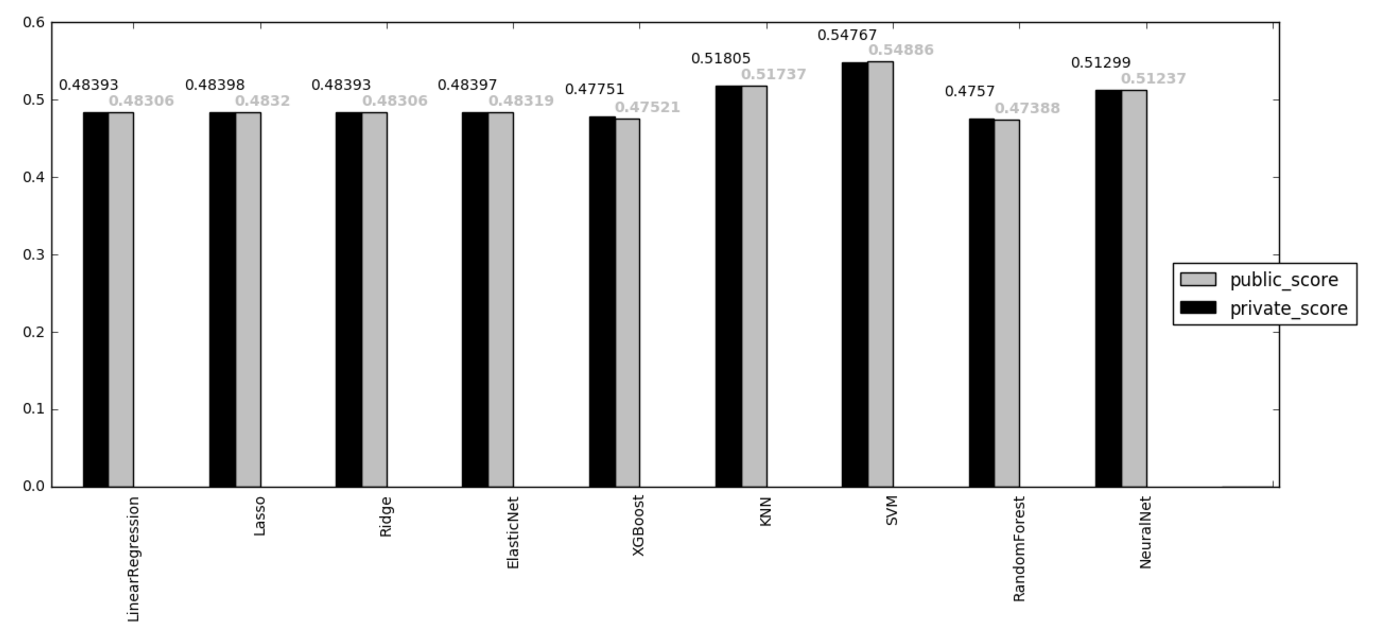 0.6
0.5
0.4
0.3
0.2
0.1
0.0
0.48393
0.48306
0.48398
0.4832
0.48393
0.48306
0.48397
0.48319
0.47751
0.47521
0.51805
0.51737
0.54767
0.54886
0.4757
0.47388
0.51299
0.51237
public_score
private_score
LinearRegression
Lasso
Ridge
ElasticNet
XGBoost
KNN
SVM
RandomForest
NeuralNet